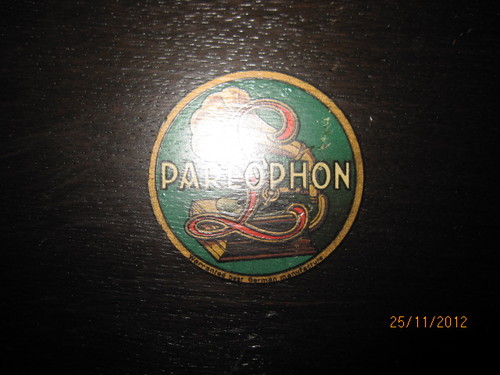 PARLOPHON
£
Warranted best German manufacture
25/11/2012